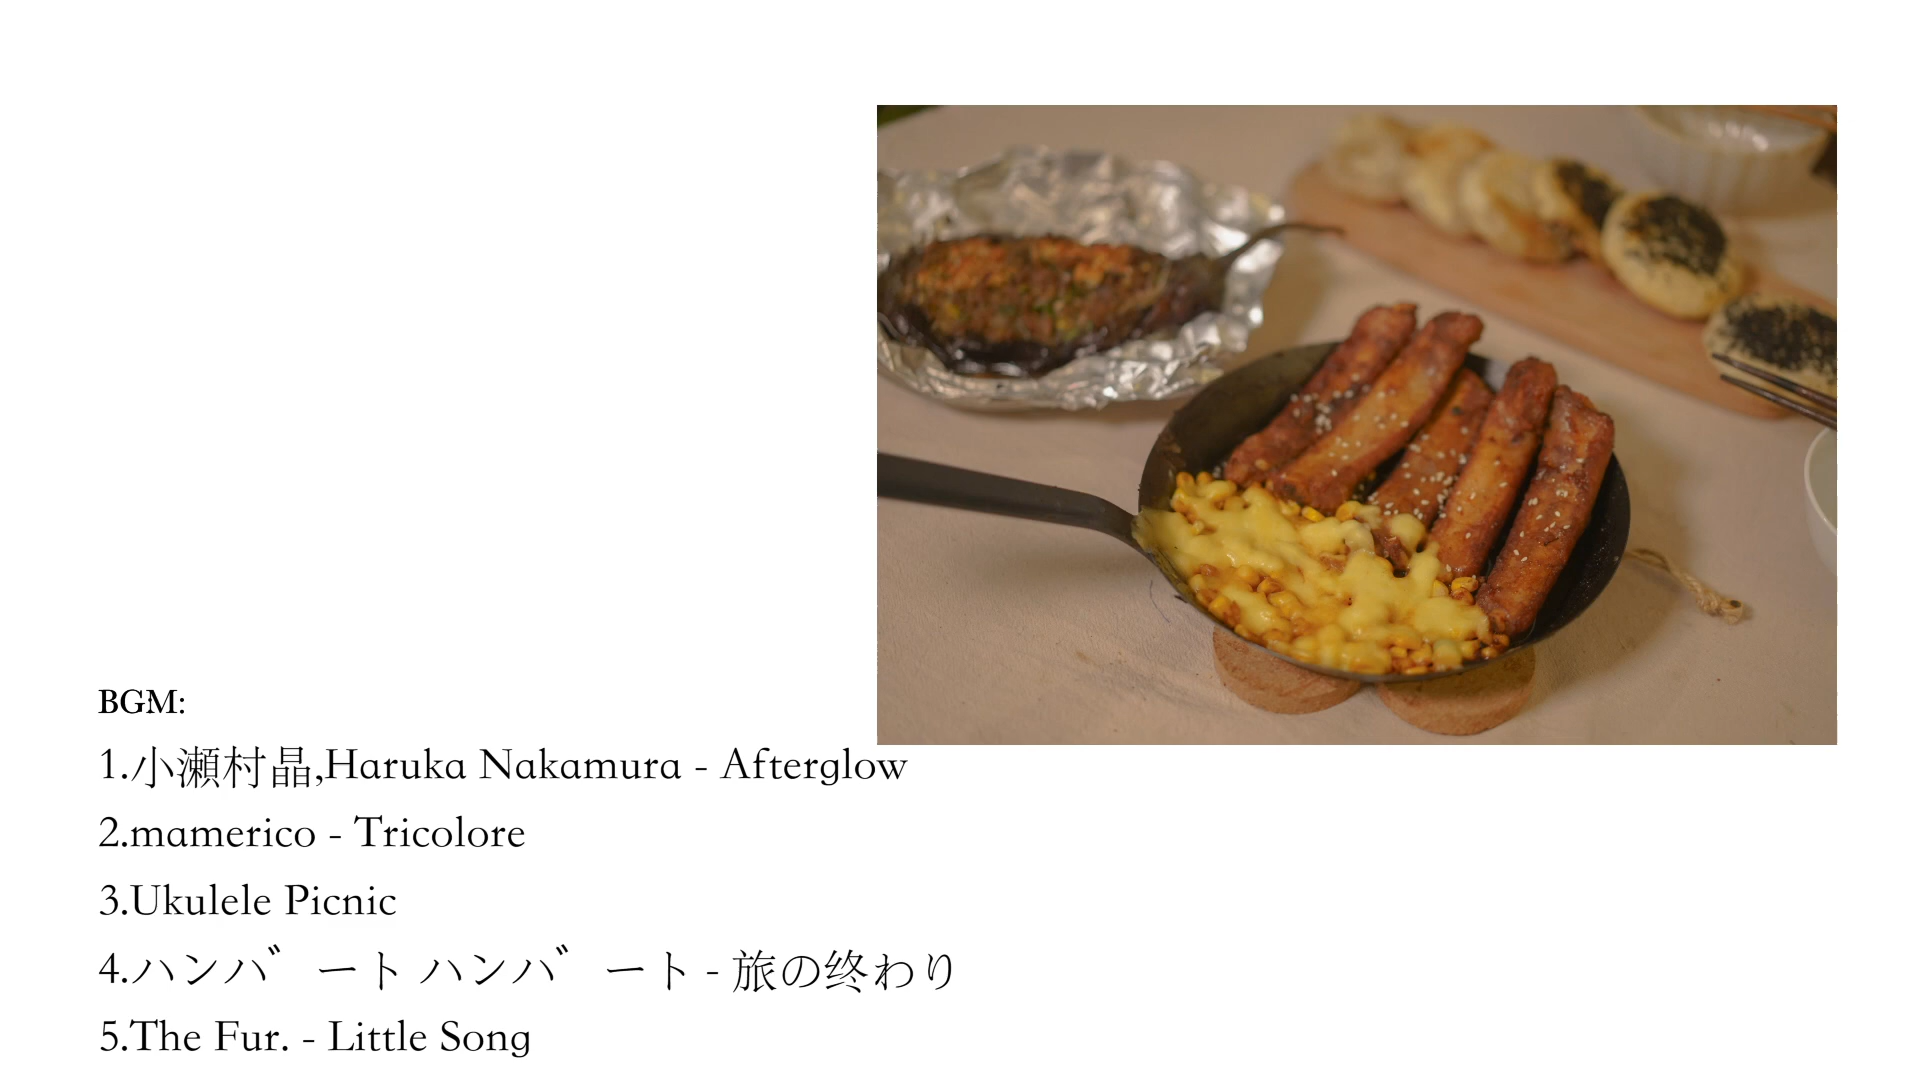 BGM:
1.小瀬村晶,Haruka Nakamura - Afterglow
2.mamerico - Tricolore
3.Ukulele Picnic
4.ハンバート ハンバート - 旅の终わり
5.The Fur. - Little Song